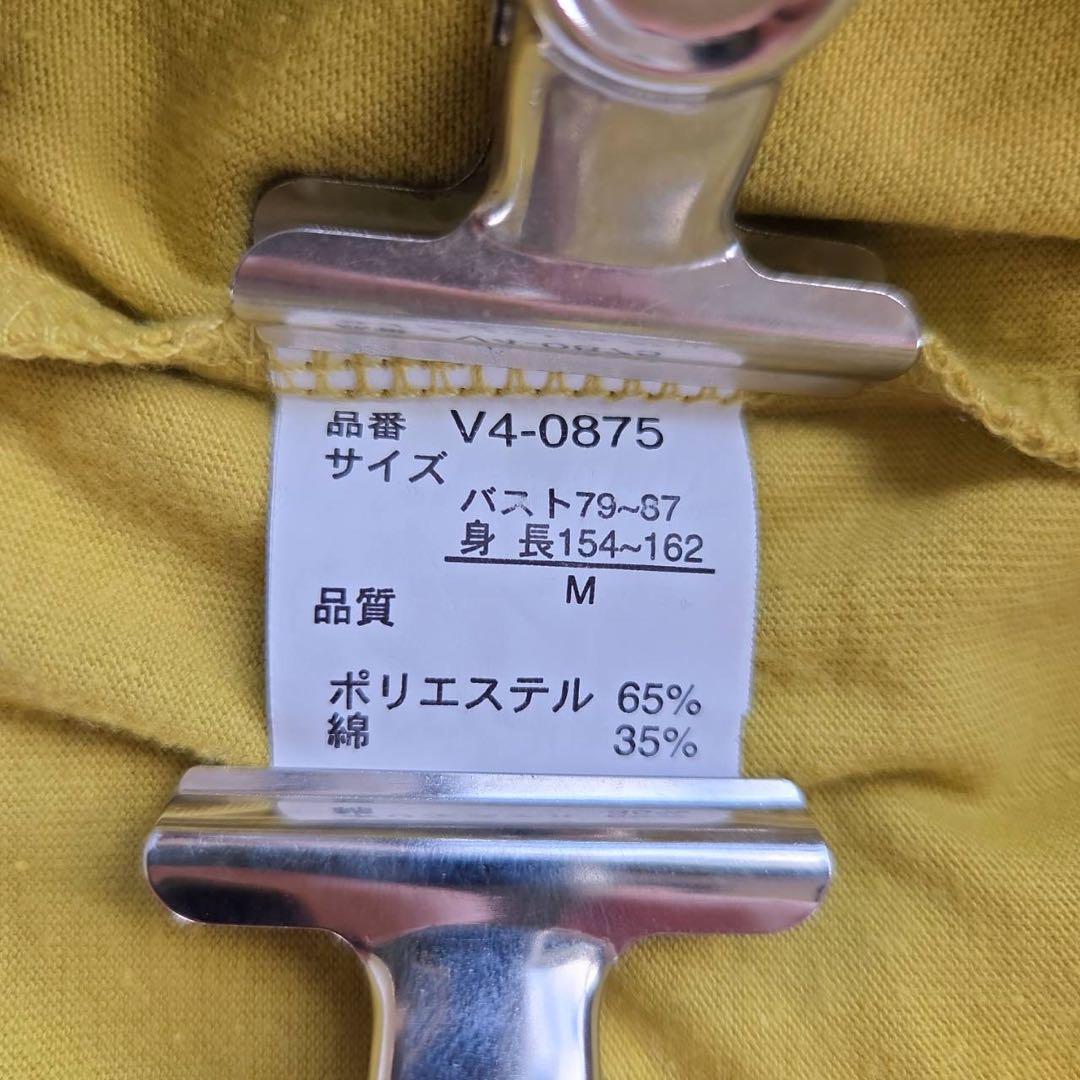 品番 V4-0875
サイズ
バスト79~87
身 長154~162
M
品質
ポリエステル 65%
綿 35%